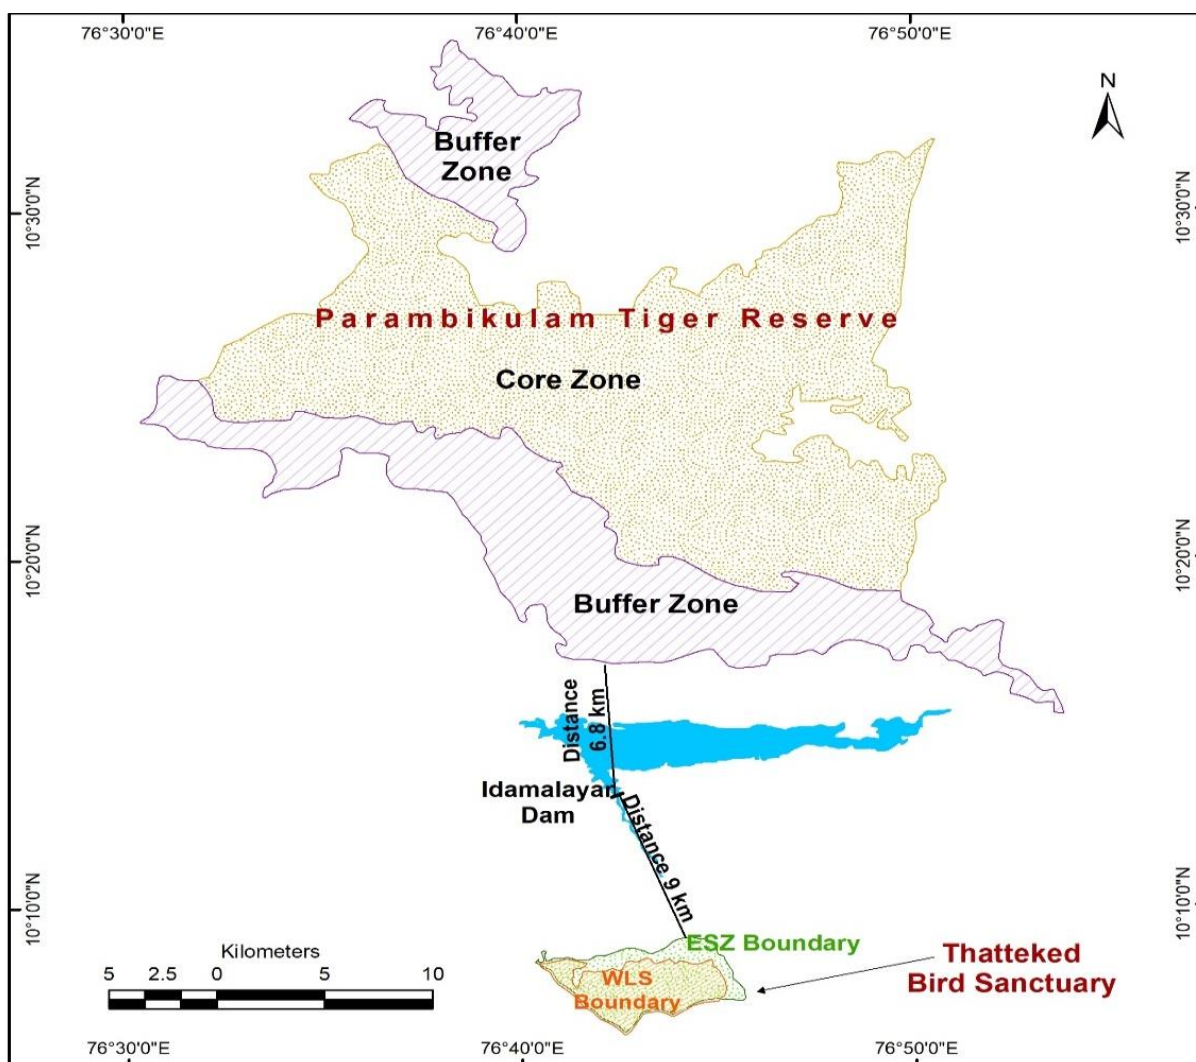 76°30'0"E
76°40'0"E
76°50'0"E
N
Buffer
Zone
10°30'0"N
10°30'0"N
Parambikulam Tiger Reserve
Core Zone
10°20'0"N
10°20'0"N
Buffer Zone
Distance
6.8 km
Idamalayar
Dam
Distance 9 km
10°10'0"N
10°10'0"N
ESZ Boundary
Thatteked
Bird Sanctuary
WLS
Boundary
Kilometers
5 2.5 0 5 10
76°30'0"E
76°40'0"E
76°50'0"E